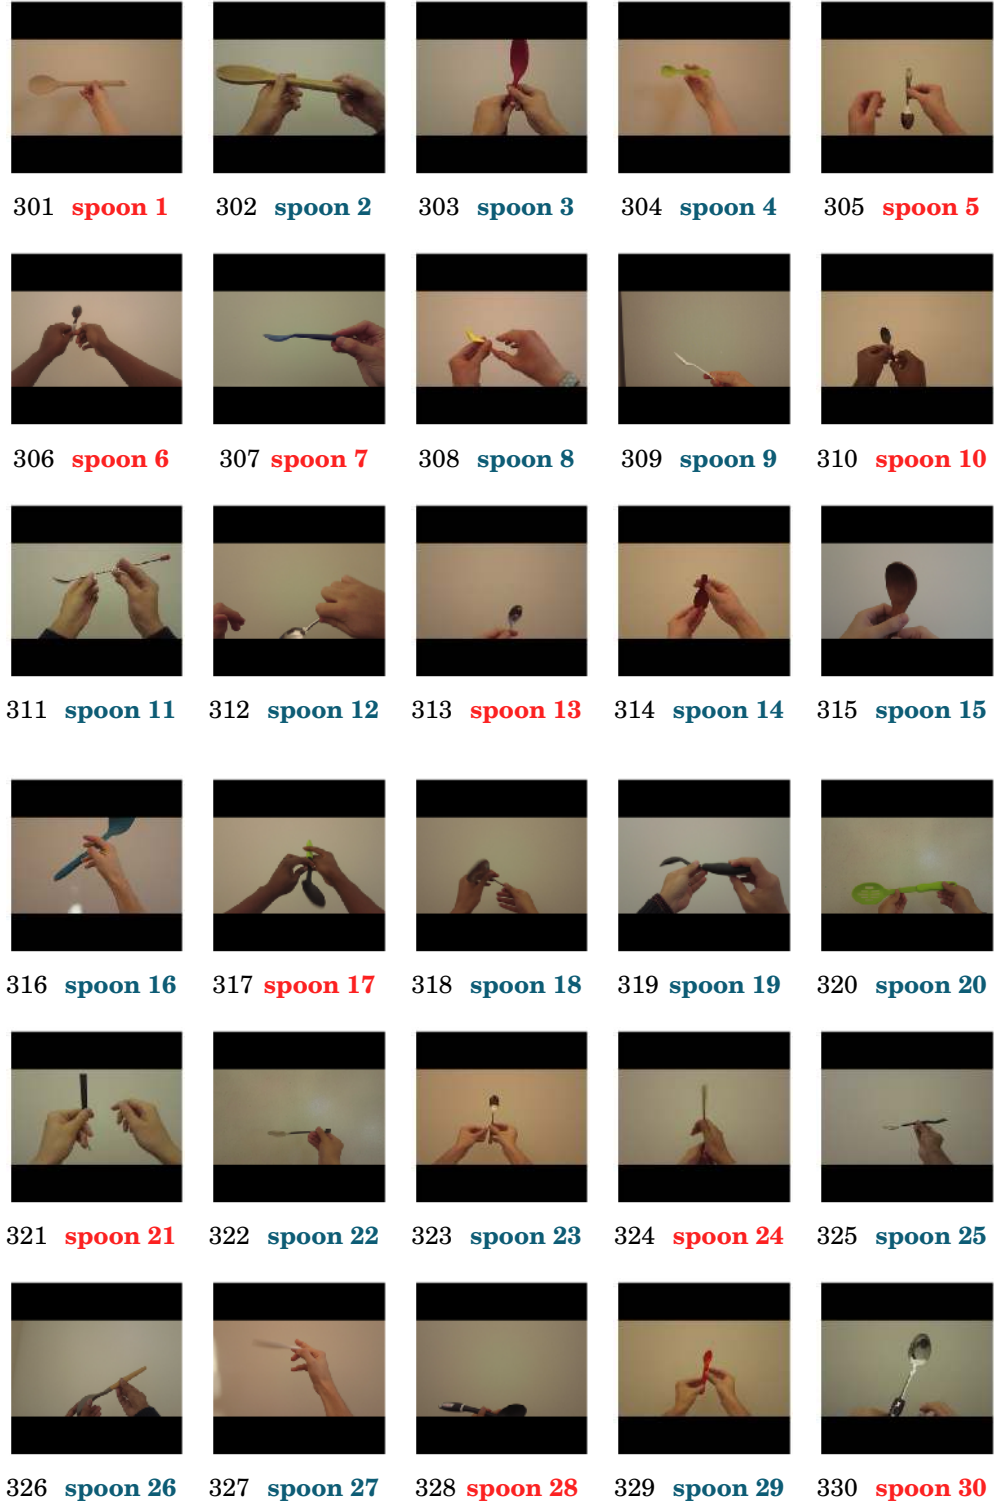 301 spoon 1 302 spoon 2 303 spoon 3 304 spoon 4 305 spoon 5
306 spoon 6 307 spoon 7 308 spoon 8 309 spoon 9 310 spoon 10
311 spoon 11 312 spoon 12 313 spoon 13 314 spoon 14 315 spoon 15
316 spoon 16 317 spoon 17 318 spoon 18 319 spoon 19 320 spoon 20
321 spoon 21 322 spoon 22 323 spoon 23 324 spoon 24 325 spoon 25
326 spoon 26 327 spoon 27 328 spoon 28 329 spoon 29 330 spoon 30